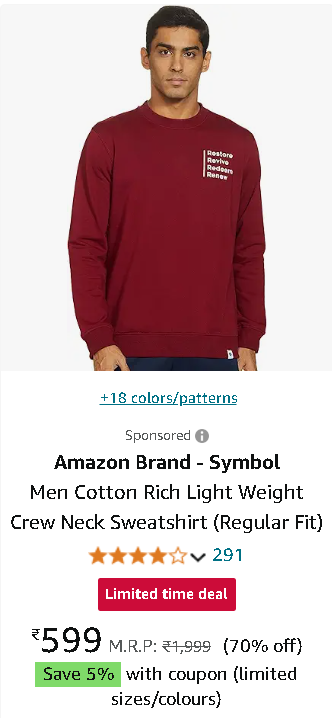 Restore
Revive
Redeem
Renew
+18 colors/patterns
Sponsored
Amazon Brand - Symbol
Men Cotton Rich Light Weight
Crew Neck Sweatshirt (Regular Fit)
291
Limited time deal
₹599 M.R.P: ₹1,999 (70% off)
Save 5% with coupon (limited
sizes/colours)